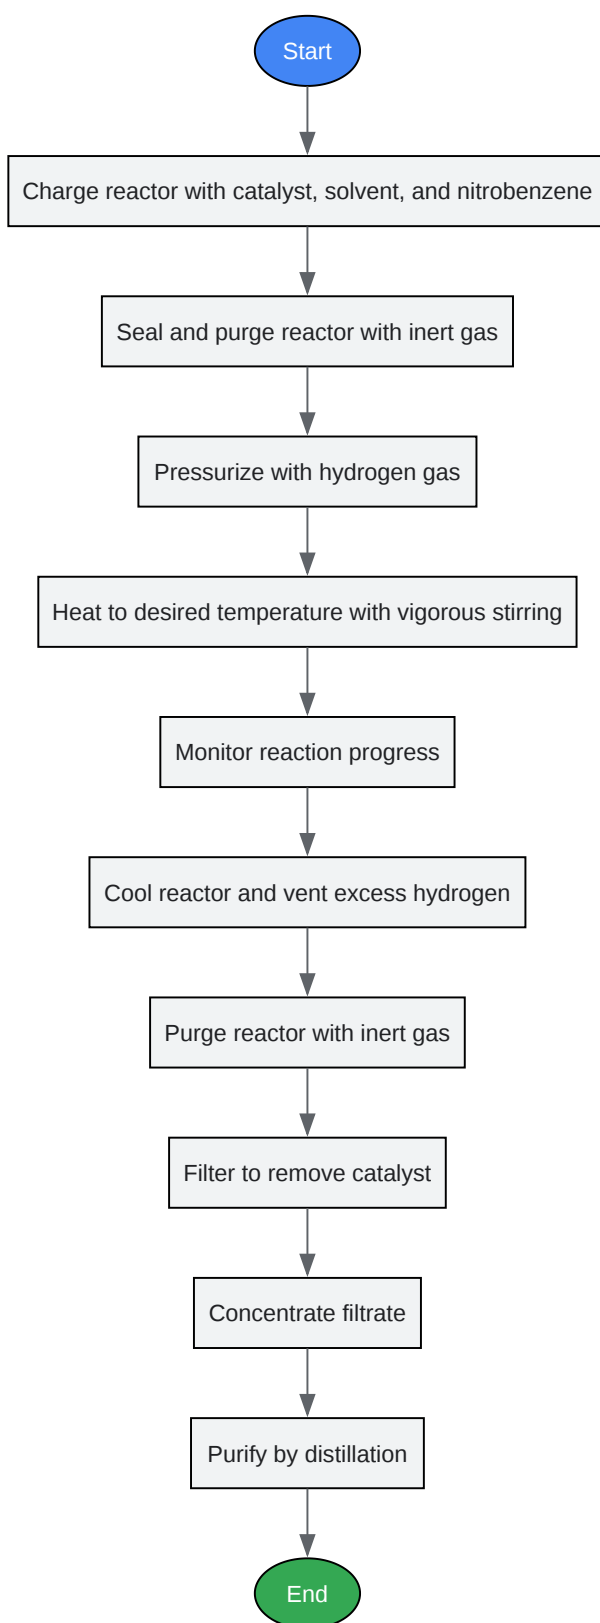 Start
Charge reactor with catalyst, solvent, and nitrobenzene
Seal and purge reactor with inert gas
Pressurize with hydrogen gas
Heat to desired temperature with vigorous stirring
Monitor reaction progress
Cool reactor and vent excess hydrogen
Purge reactor with inert gas
Filter to remove catalyst
Concentrate filtrate
Purify by distillation
End